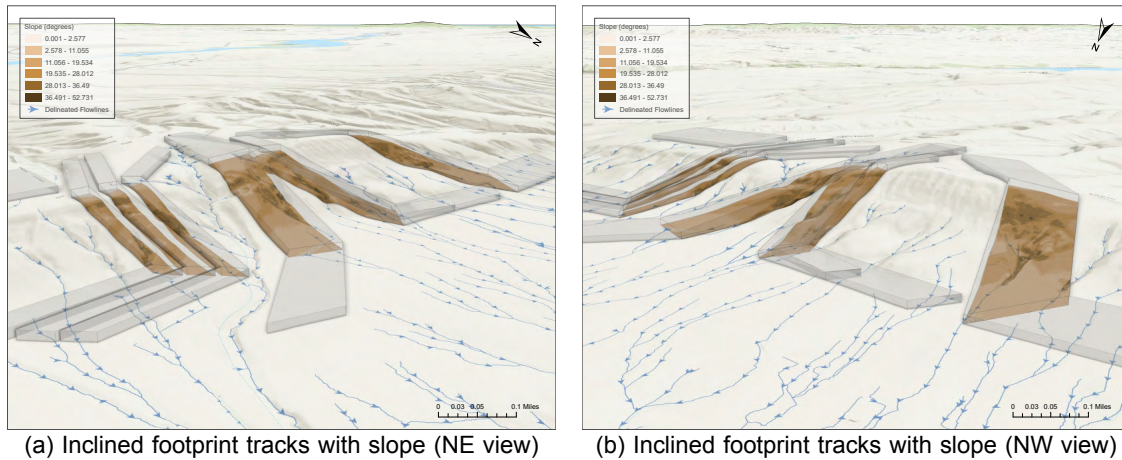 Slope (degrees)
0.001 - 2.577
2.578 - 11.055
11.056 - 19.534
19.535 - 28.012
28.013 - 36.49
36.491 - 52.731
Delineated Flowlines
N
0 0.03 0.05 0.1 Miles
(a) Inclined footprint tracks with slope (NE view)
Slope (degrees)
0.001 - 2.577
2.578 - 11.055
11.056 - 19.534
19.535 - 28.012
28.013 - 36.49
36.491 - 52.731
Delineated Flowlines
N
0 0.03 0.05 0.1 Miles
(b) Inclined footprint tracks with slope (NW view)